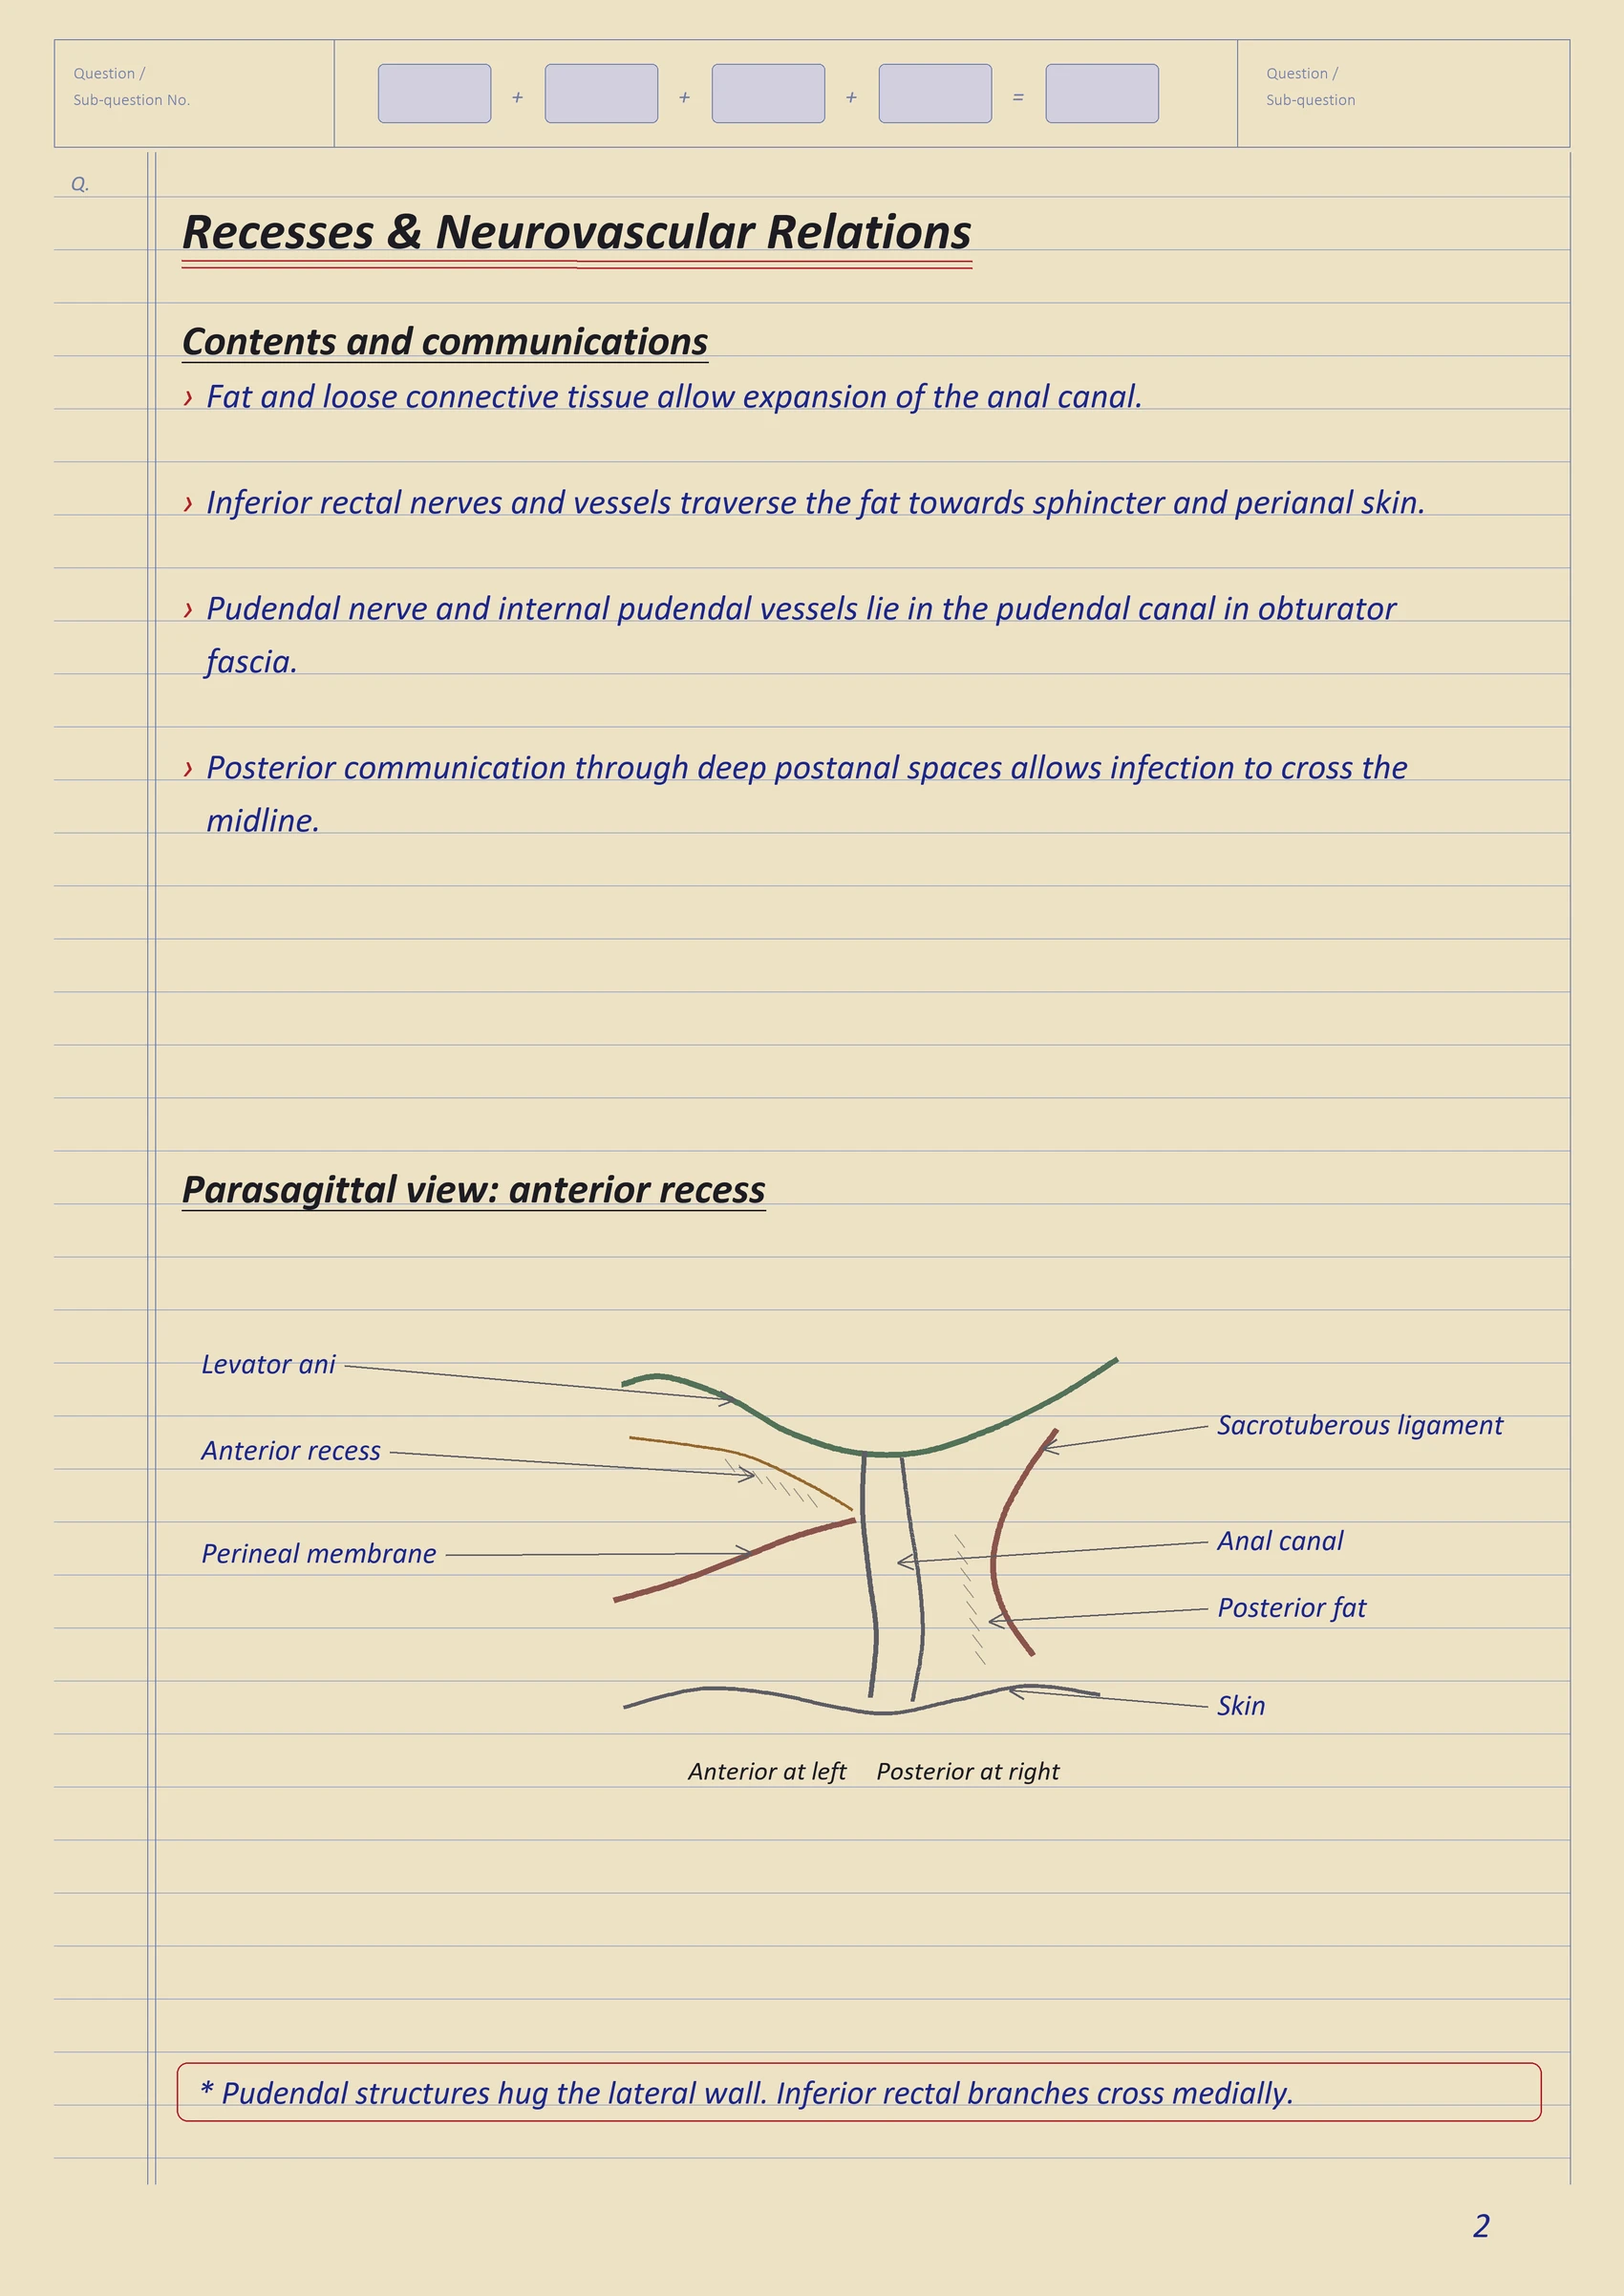 Question /
Sub-question No.
+ + + =
Question /
Sub-question
Q.
Recesses & Neurovascular Relations
Contents and communications
› Fat and loose connective tissue allow expansion of the anal canal.
› Inferior rectal nerves and vessels traverse the fat towards sphincter and perianal skin.
› Pudendal nerve and internal pudendal vessels lie in the pudendal canal in obturator
fascia.
› Posterior communication through deep postanal spaces allows infection to cross the
midline.
Parasagittal view: anterior recess
Levator ani
Anterior recess
Perineal membrane
Sacrotuberous ligament
Anal canal
Posterior fat
Skin
Anterior at left Posterior at right
* Pudendal structures hug the lateral wall. Inferior rectal branches cross medially.
2